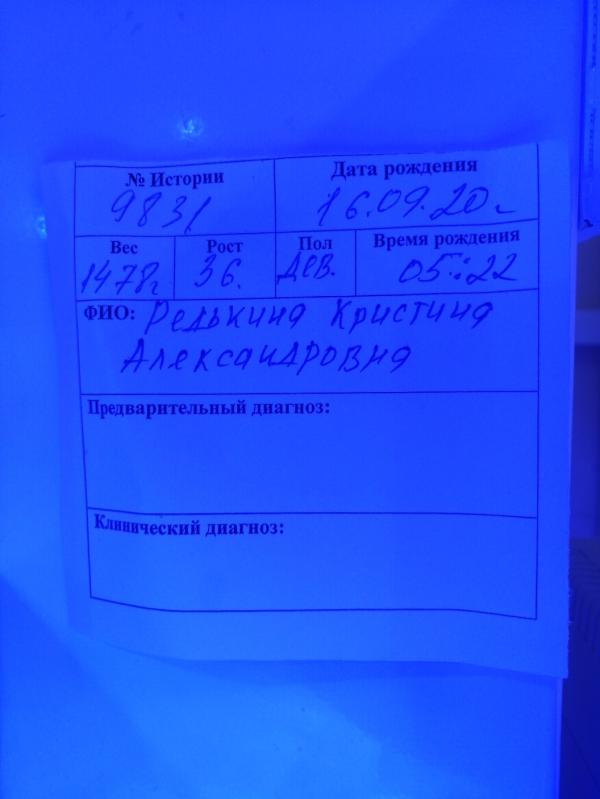 № Истории Дата рождения
9831 16.09.20г
Вес Рост Пол Время рождения
1478г 36. Дев. 05:22
ФИО: Редькина Кристина
Александровна
Предварительный диагноз:
Клинический диагноз: